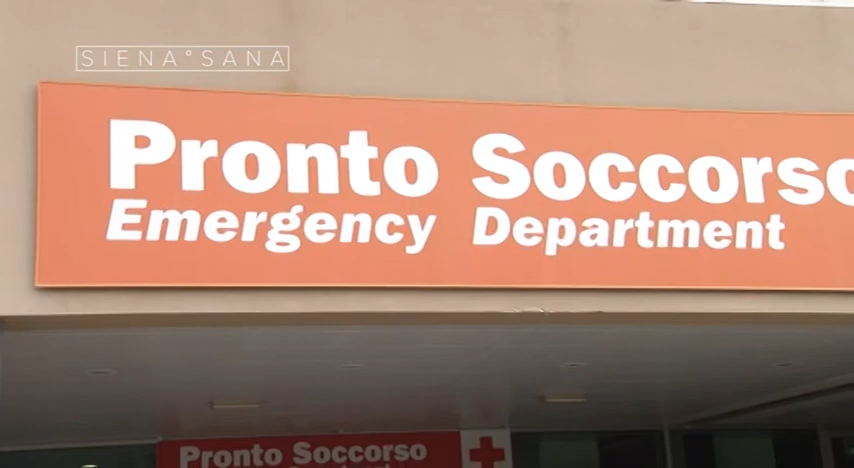 SIENA°SANA
Pronto Soccorso
Emergency Department
Pronto Soccorso